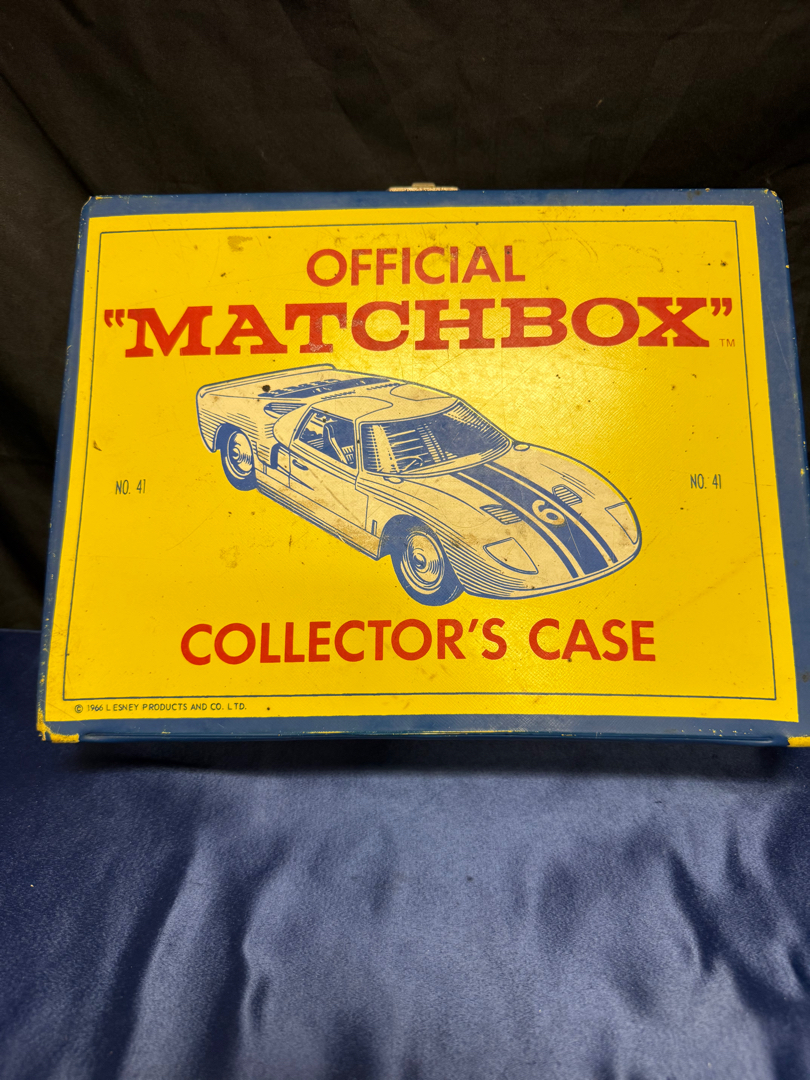 OFFICIAL
"MATCHBOX"
TM
6
NO. 41
NO. 41
COLLECTOR'S CASE
© 1966 LESNEY PRODUCTS AND CO. LTD.